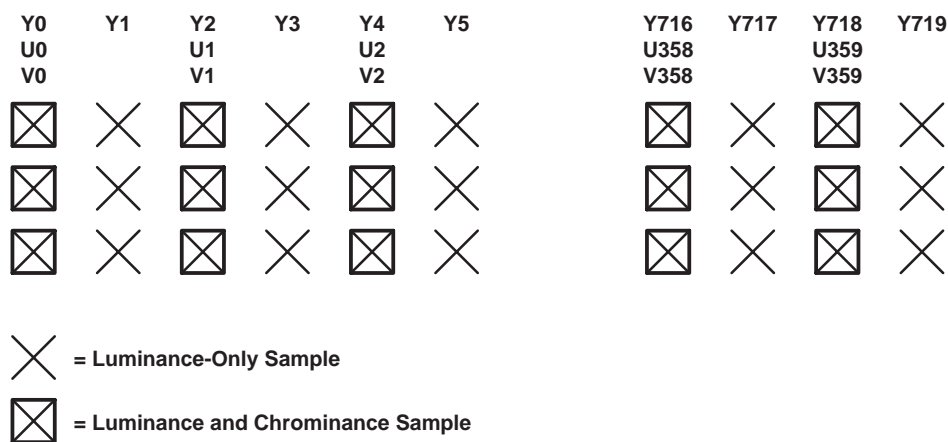 Y0 Y1 Y2 Y3 Y4 Y5 Y716 Y717 Y718 Y719
U0 U1 U2 U358 U359
V0 V1 V2 V358 V359
= Luminance-Only Sample
= Luminance and Chrominance Sample